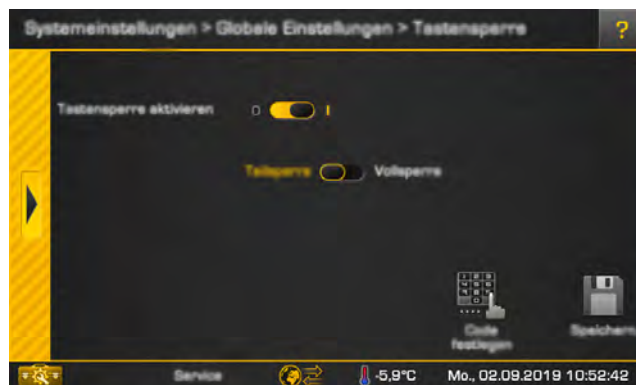 Systemeinstellungen > Globale Einstellungen > Tastensperre
?
Tastensperre aktivieren O I
Teilsperre Vollsperre
Code
festlegen
Speichern
Service -5,9°C Mo., 02.09.2019 10:52:42